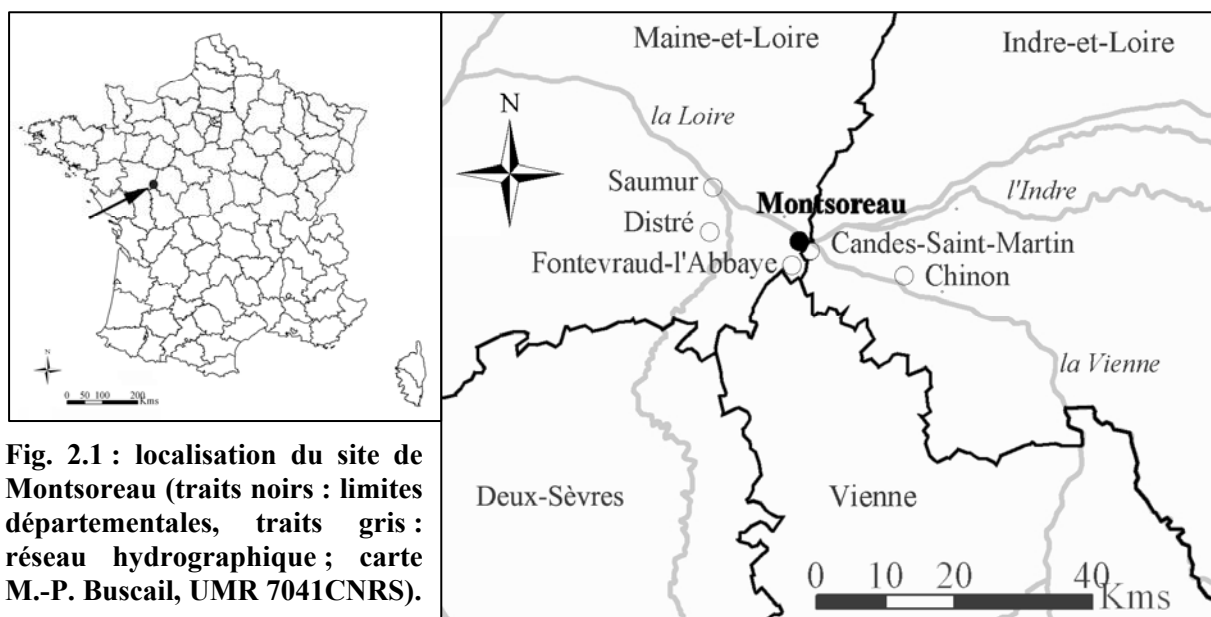 N
0 50 100 200
Kms
Fig. 2.1 : localisation du site de
Montsoreau (traits noirs : limites
départementales, traits gris :
réseau hydrographique ; carte
M.-P. Buscail, UMR 7041CNRS).
Maine-et-Loire
Indre-et-Loire
N
la Loire
Saumur
l'Indre
Montsoreau
Distré
Candes-Saint-Martin
Fontevraud-l'Abbaye
Chinon
la Vienne
Deux-Sèvres
Vienne
0 10 20 40
Kms